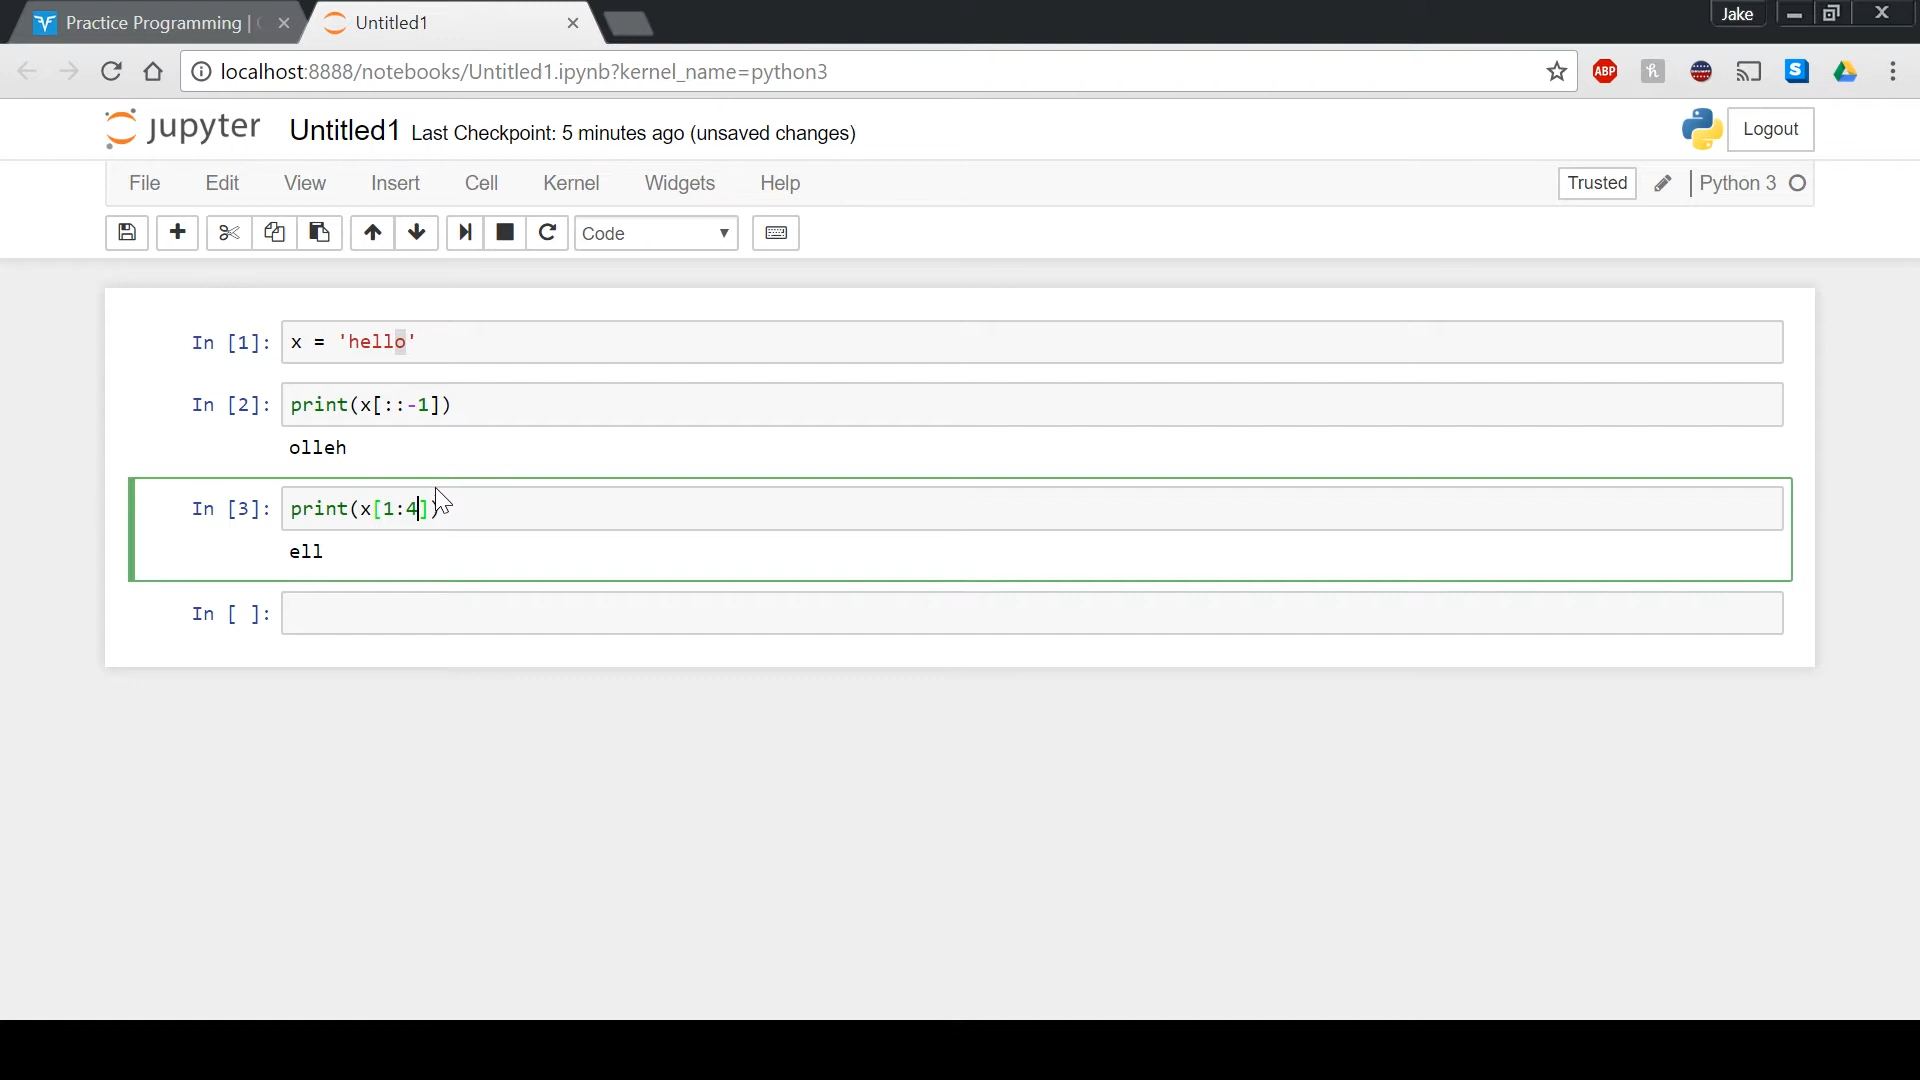 Practice Programming |
Untitled1
Jake
localhost:8888/notebooks/Untitled1.ipynb?kernel_name=python3
ABP
h
S
jupyter
Untitled1 Last Checkpoint: 5 minutes ago (unsaved changes)
Logout
File Edit View Insert Cell Kernel Widgets Help
Trusted
Python 3
Code
In [1]: x = 'hello'
In [2]: print(x[::-1])
olleh
In [3]: print(x[1:4])
ell
In [ ]: